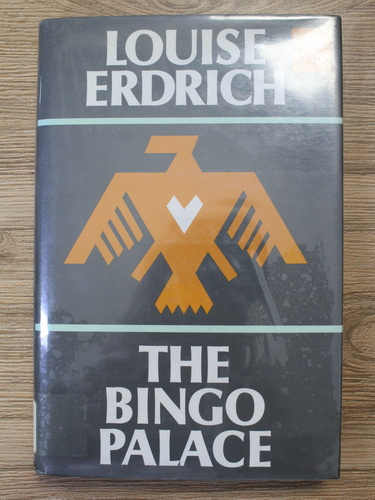 LOUISE
ERDRICH
THE
BINGO
PALACE